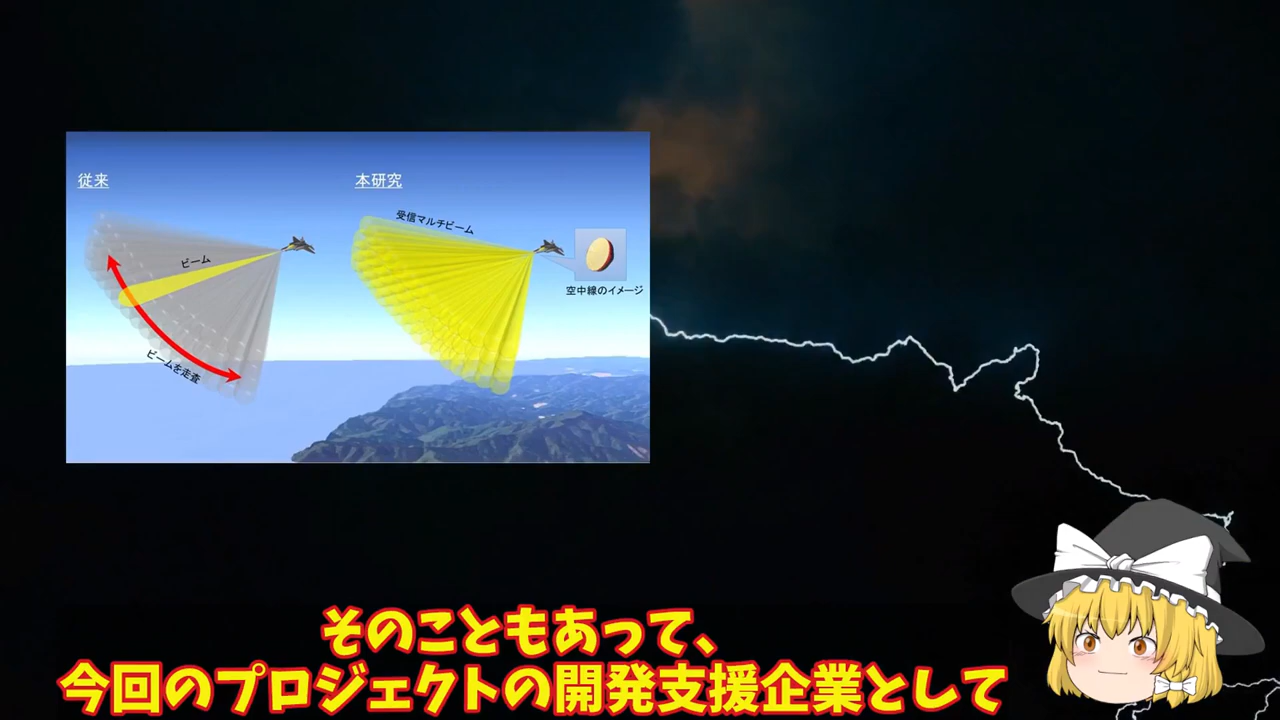 従来
本研究
受信マルチビーム
ビーム
空中線のイメージ
ビームを走査
そのこともあって、
今回のプロジェクトの開発支援企業として